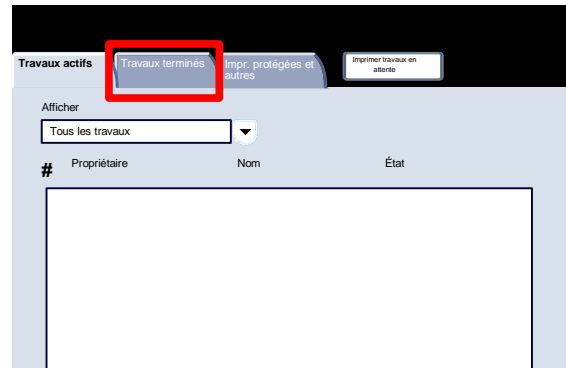 Travaux actifs
Travaux terminés
Impr. protégées et
autres
Imprimer travaux en
attente
Afficher
Tous les travaux
# Propriétaire Nom État